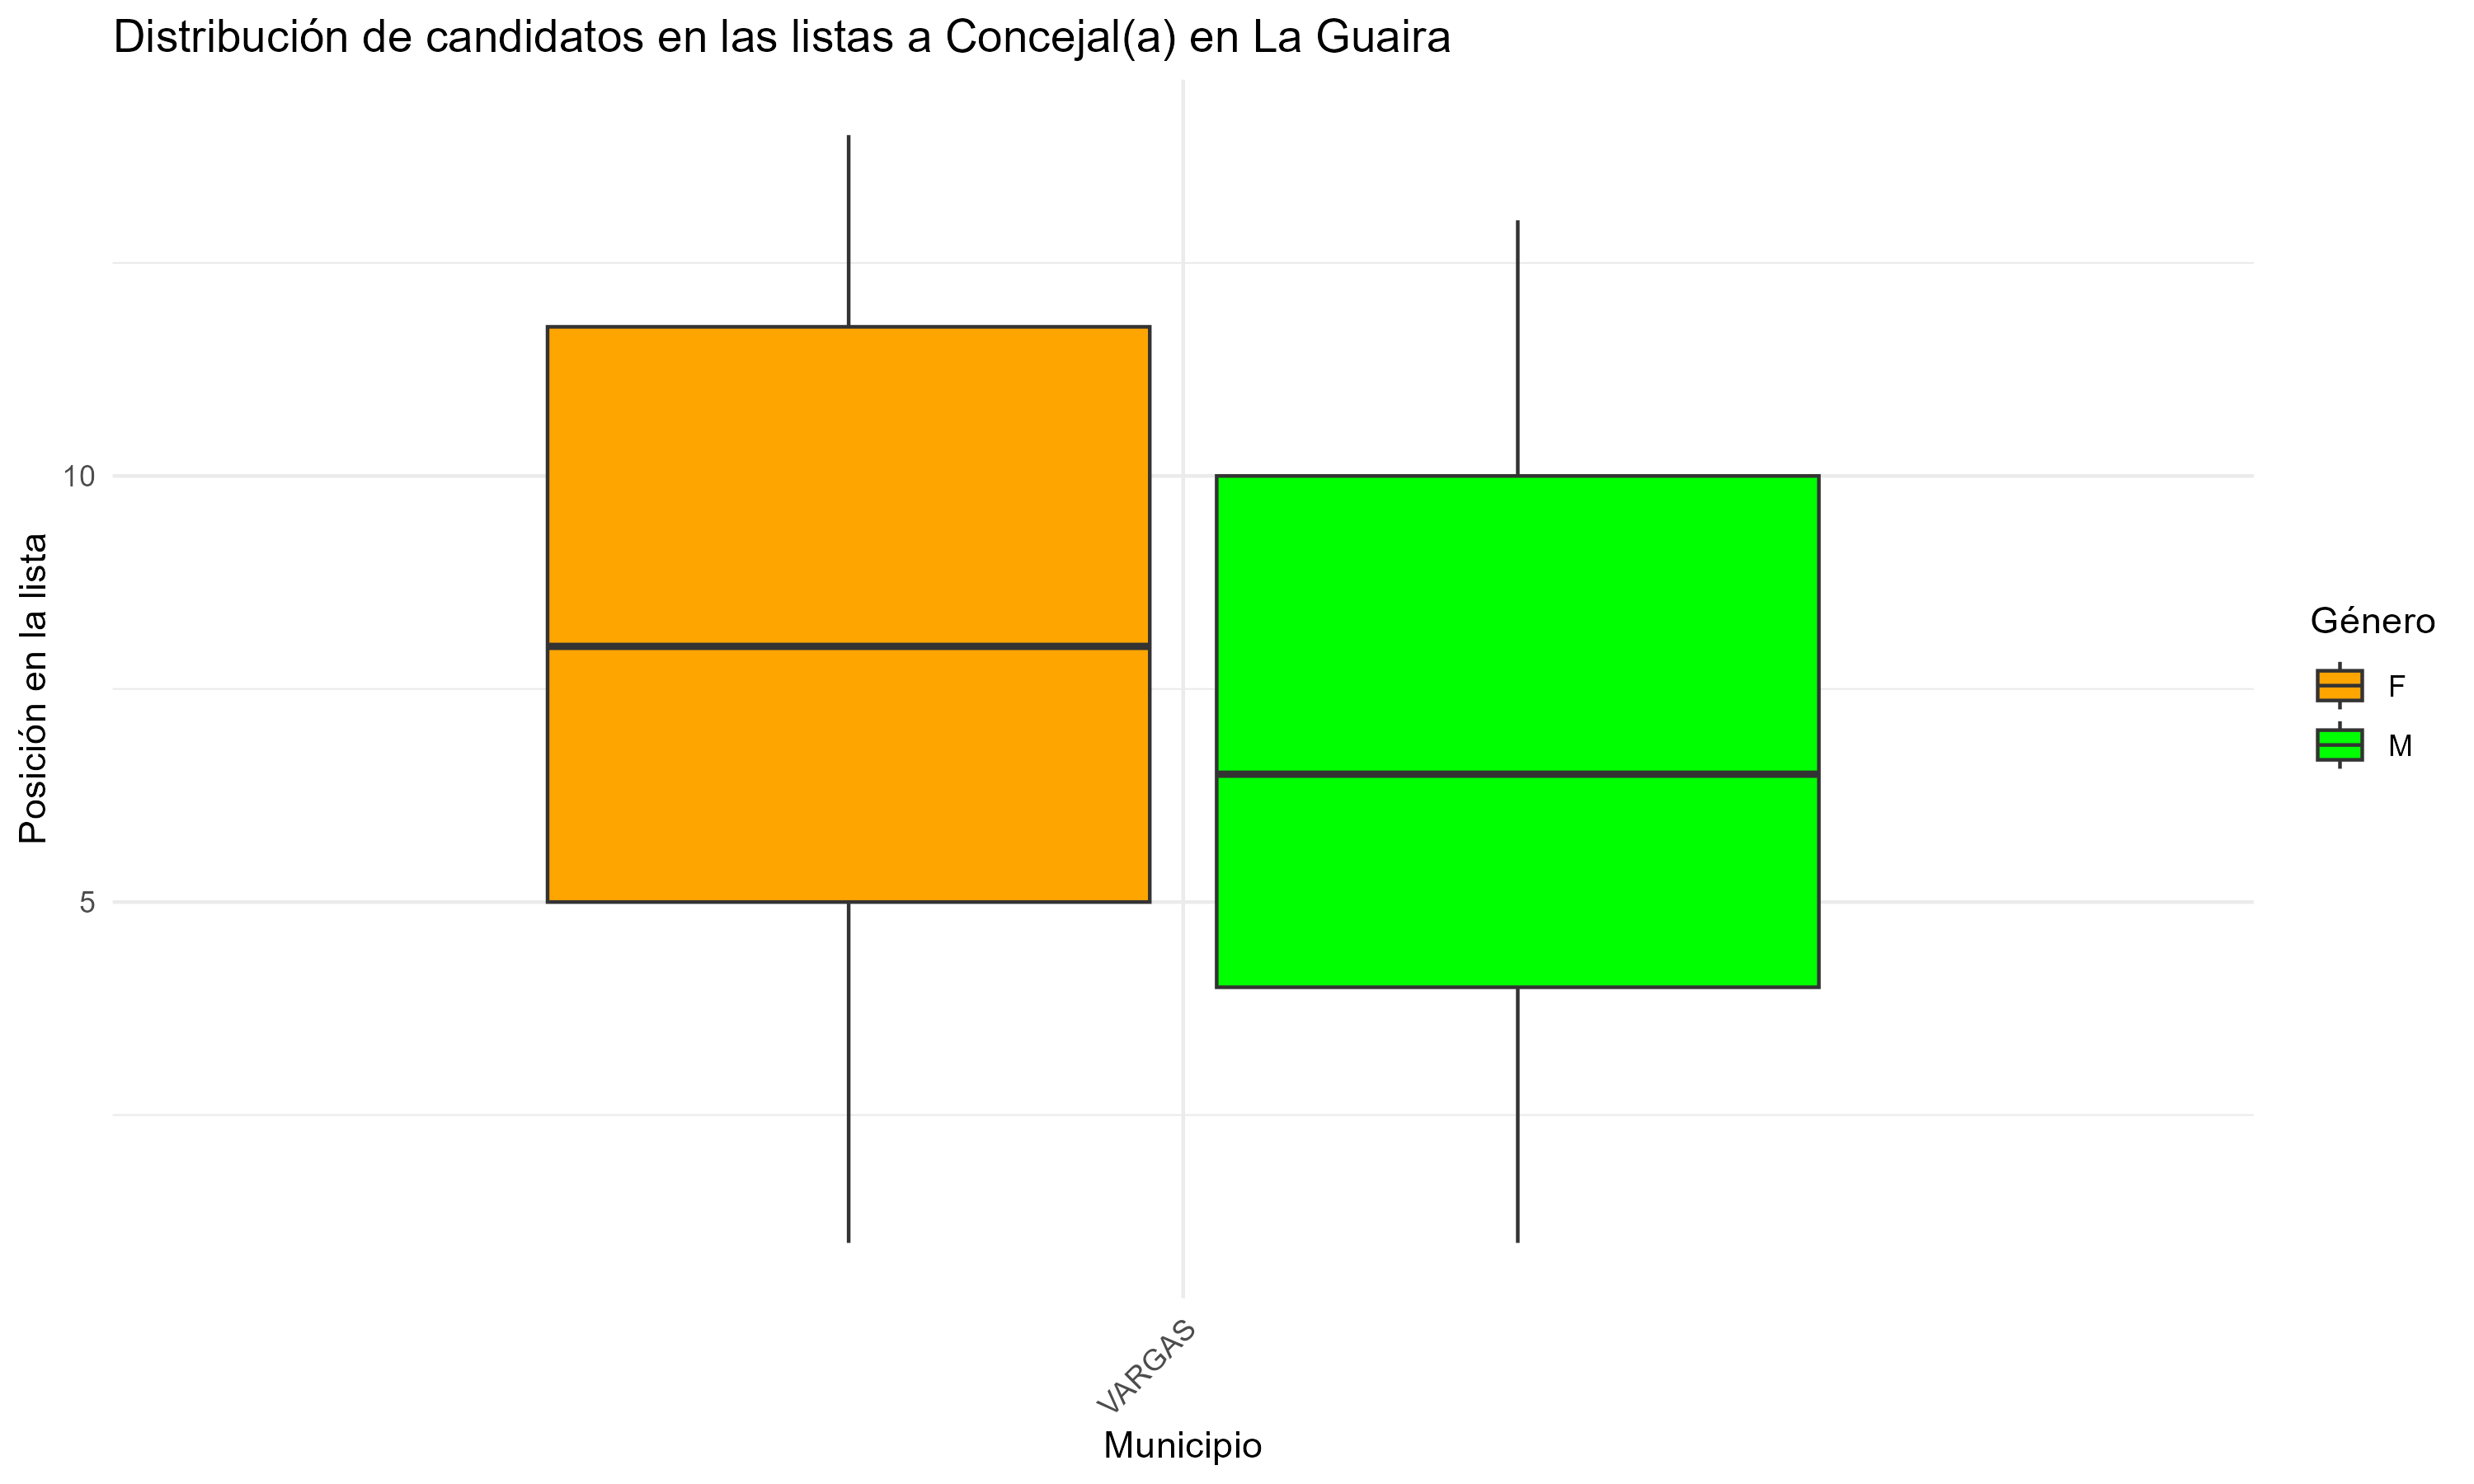 Distribución de candidatos en las listas a Concejal(a) en La Guaira
Posición en la lista
10
5
VARGAS
Municipio
Género
F
M